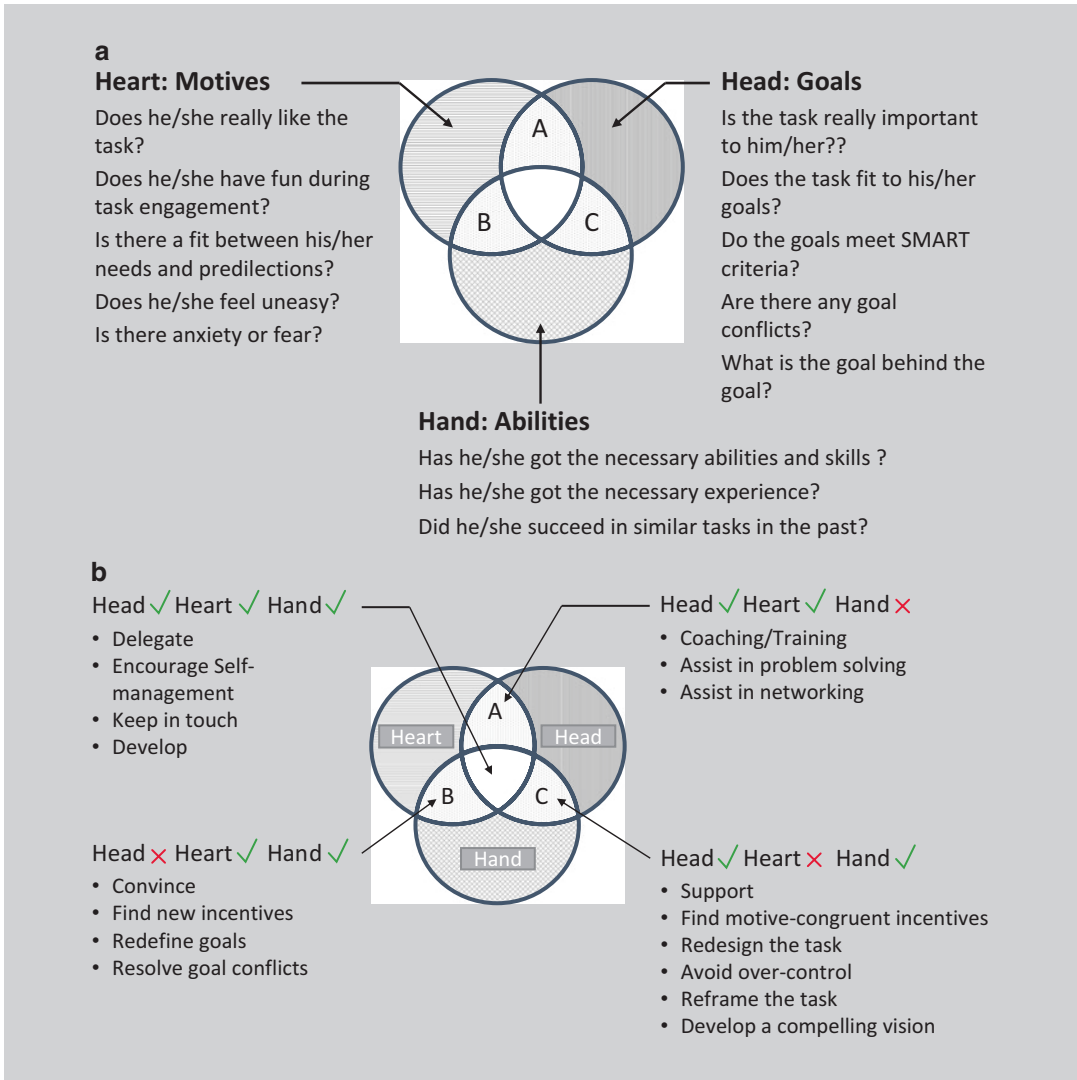 a
Heart: Motives
Does he/she really like the
task?
Does he/she have fun during
task engagement?
Is there a fit between his/her
needs and predilections?
Does he/she feel uneasy?
Is there anxiety or fear?
A
B
C
Head: Goals
Is the task really important
to him/her??
Does the task fit to his/her
goals?
Do the goals meet SMART
criteria?
Are there any goal
conflicts?
What is the goal behind the
goal?
Hand: Abilities
Has he/she got the necessary abilities and skills ?
Has he/she got the necessary experience?
Did he/she succeed in similar tasks in the past?
b
Head ✓ Heart ✓ Hand ✓
• Delegate
• Encourage Self-
management
• Keep in touch
• Develop
Head ✓ Heart ✓ Hand ×
• Coaching/Training
• Assist in problem solving
• Assist in networking
A
Heart
Head
B
C
Hand
Head × Heart ✓ Hand ✓
• Convince
• Find new incentives
• Redefine goals
• Resolve goal conflicts
Head ✓ Heart × Hand ✓
• Support
• Find motive-congruent incentives
• Redesign the task
• Avoid over-control
• Reframe the task
• Develop a compelling vision